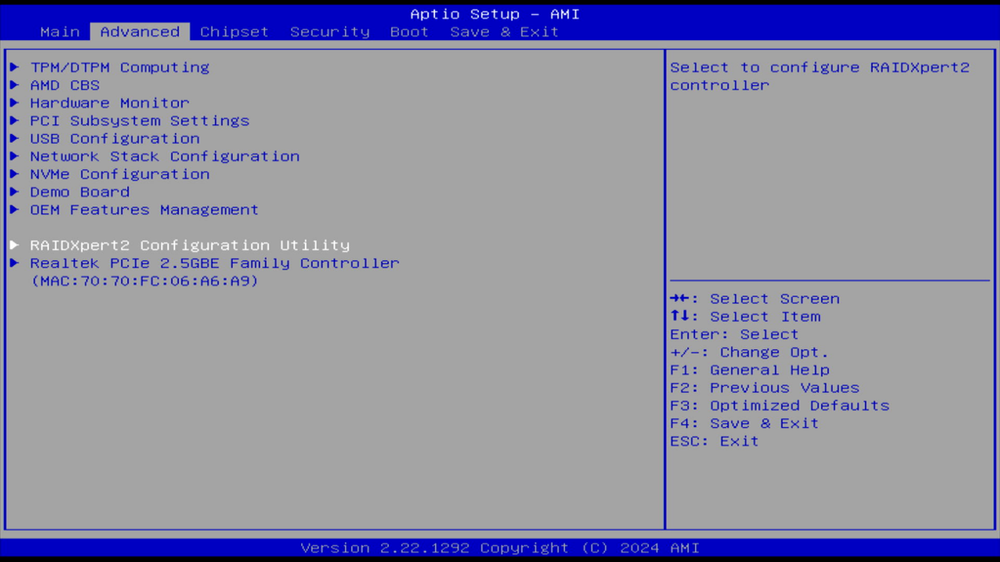 Aptio Setup – AMI
Main Advanced Chipset Security Boot Save & Exit
TPM/DTPM Computing
AMD CBS
Hardware Monitor
PCI Subsystem Settings
USB Configuration
Network Stack Configuration
NVMe Configuration
Demo Board
OEM Features Management
RAIDXpert2 Configuration Utility
Realtek PCIe 2.5GBE Family Controller
(MAC:70:70:FC:06:A6:A9)
Select to configure RAIDXpert2
controller
→←: Select Screen
↑↓: Select Item
Enter: Select
+/-: Change Opt.
F1: General Help
F2: Previous Values
F3: Optimized Defaults
F4: Save & Exit
ESC: Exit
Version 2.22.1292 Copyright (C) 2024 AMI